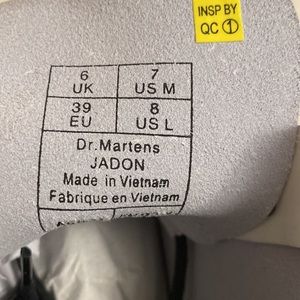 INSP BY
QC 1
6 7
UK US M
39 8
EU US L
Dr.Martens
JADON
Made in Vietnam
Fabrique en Vietnam